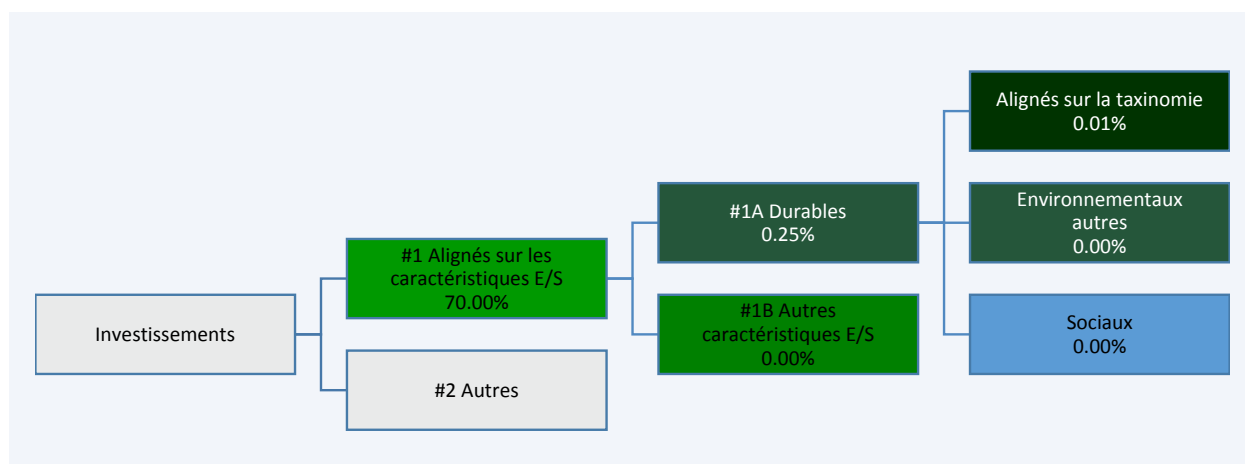 Investissements
#1 Alignés sur les
caractéristiques E/S
70.00%
#2 Autres
#1A Durables
0.25%
#1B Autres
caractéristiques E/S
0.00%
Alignés sur la taxinomie
0.01%
Environnementaux
autres
0.00%
Sociaux
0.00%